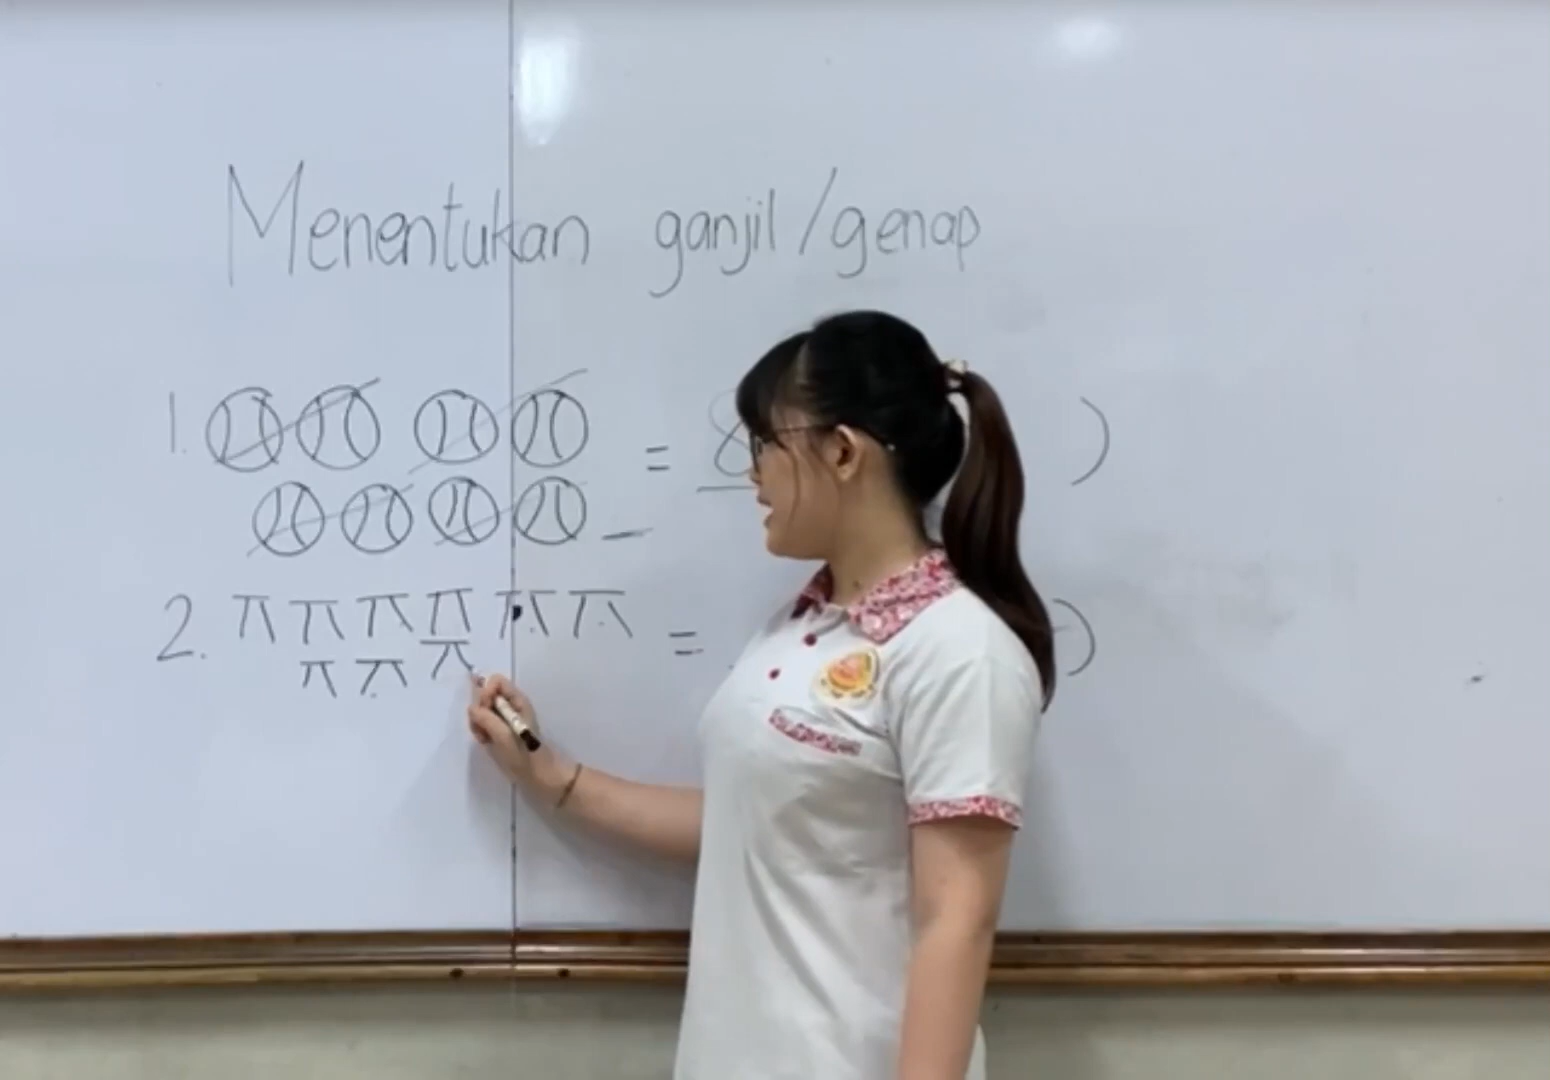 Menentukan ganjil/genap
1. = 8 )
2. = )